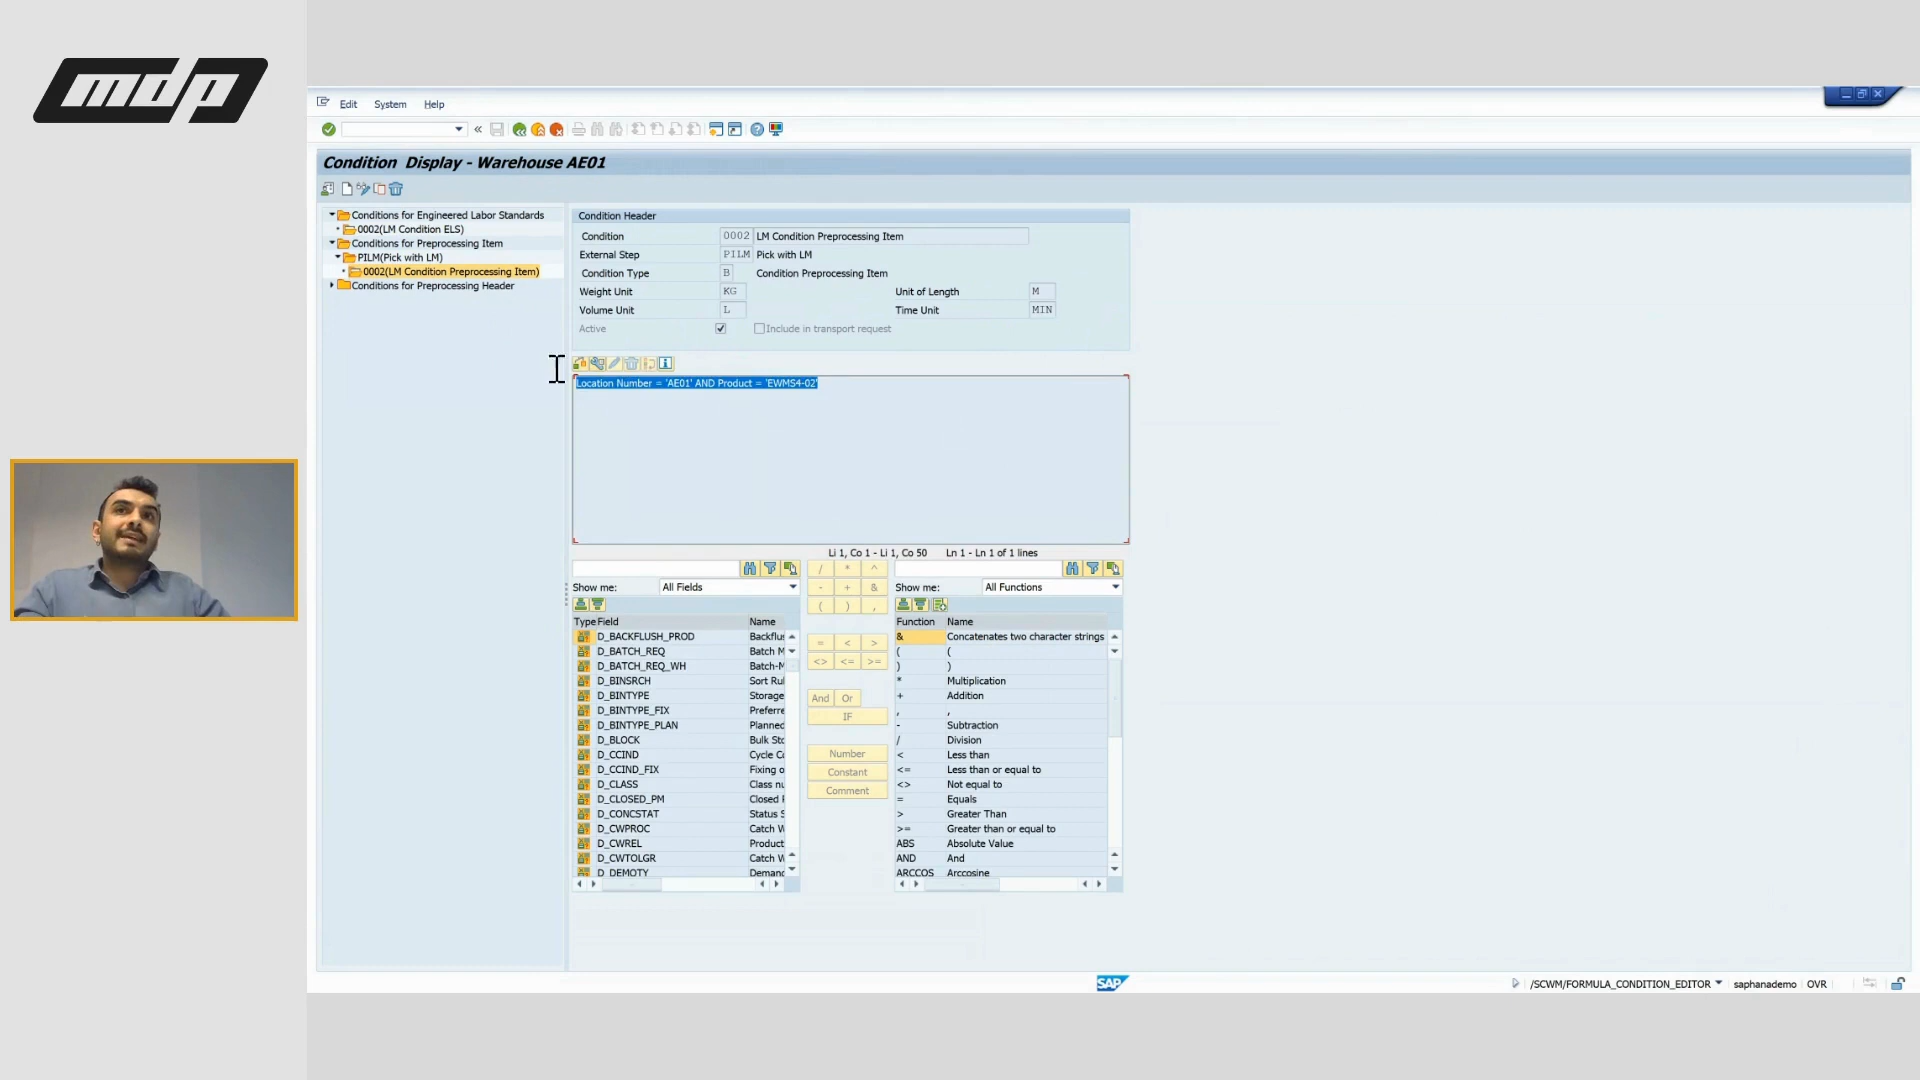 mdp
Edit System Help
Condition Display - Warehouse AE01
Conditions for Engineered Labor Standards
0002(LM Condition ELS)
Conditions for Preprocessing Item
PILM(Pick with LM)
0002(LM Condition Preprocessing Item)
Conditions for Preprocessing Header
Condition Header
Condition 0002 LM Condition Preprocessing Item
External Step PILM Pick with LM
Condition Type B Condition Preprocessing Item
Weight Unit KG Unit of Length M
Volume Unit L Time Unit MIN
Active Include in transport request
Location Number = 'AE01' AND Product = 'EWMS4-02'
Li 1, Co 1 - Li 1, Co 50 Ln 1 - Ln 1 of 1 lines
Show me: All Fields
Type Field Name
D_BACKFLUSH_PROD Backflu
D_BATCH_REQ Batch M
D_BATCH_REQ_WH Batch-M
D_BINSRCH Sort Rul
D_BINTYPE Storage
D_BINTYPE_FIX Preferre
D_BINTYPE_PLAN Planned
D_BLOCK Bulk Sto
D_CCIND Cycle Co
D_CCIND_FIX Fixing o
D_CLASS Class nu
D_CLOSED_PM Closed P
D_CONCSTAT Status S
D_CWPROC Catch W
D_CWREL Product
D_CWTOLGR Catch W
D_DEMOTY Demand
/ * ^
- + &
( ) ,
= < >
<> <= >=
And Or
IF
Number
Constant
Comment
Show me: All Functions
Function Name
& Concatenates two character strings
( (
) )
* Multiplication
+ Addition
, ,
- Subtraction
/ Division
< Less than
<= Less than or equal to
<> Not equal to
= Equals
> Greater Than
>= Greater than or equal to
ABS Absolute Value
AND And
ARCCOS Arccosine
SAP
/SCWM/FORMULA_CONDITION_EDITOR saphanademo OVR